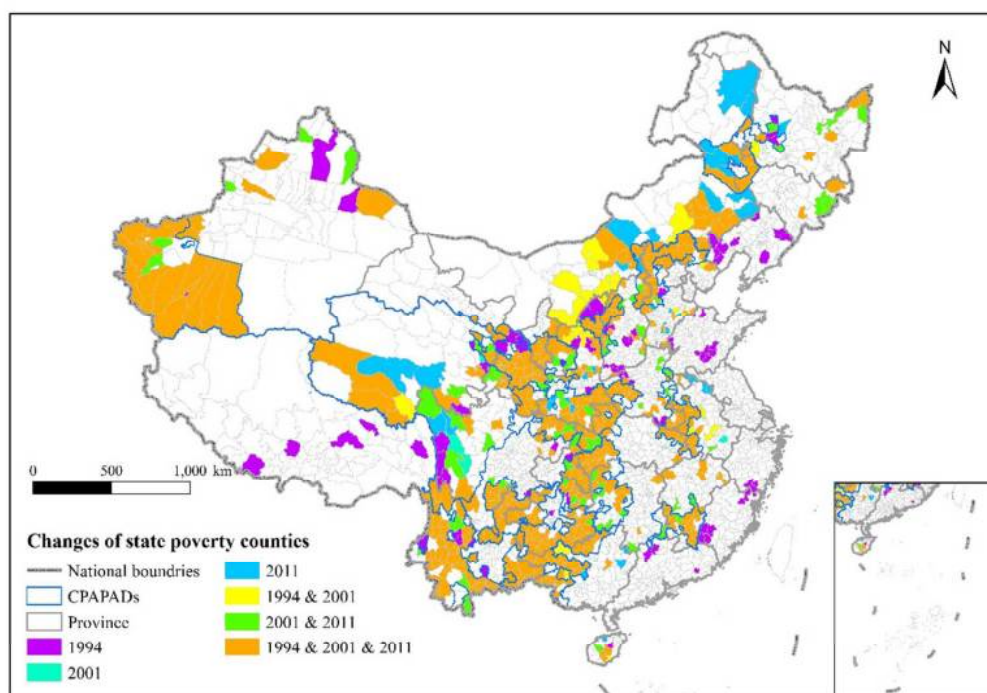 N
0 500 1,000 km
Changes of state poverty counties
National boundries
CPAPADs
Province
1994
2001
2011
1994 & 2001
2001 & 2011
1994 & 2001 & 2011